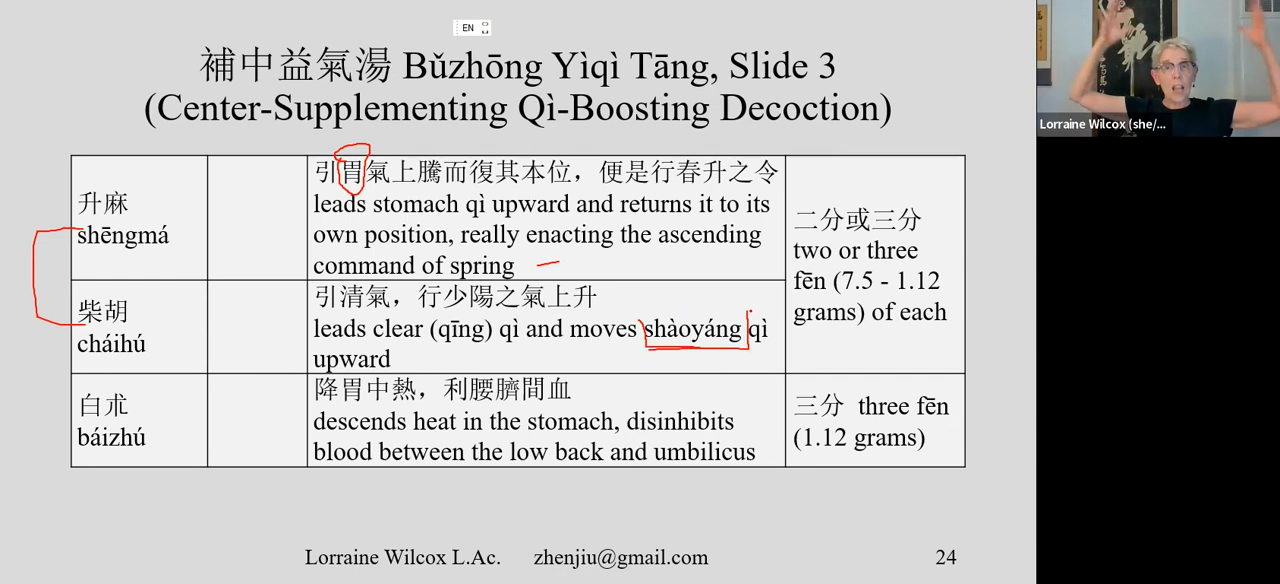 EN
補中益氣湯 Bǔzhōng Yìqì Tāng, Slide 3
(Center-Supplementing Qì-Boosting Decoction)
升麻
shēngmá
引胃氣上騰而復其本位，便是行春升之令
leads stomach qì upward and returns it to its
own position, really enacting the ascending
command of spring
二分或三分
two or three
fēn (7.5 - 1.12
grams) of each
柴胡
cháihú
引清氣，行少陽之氣上升
leads clear (qīng) qì and moves shàoyáng qì
upward
白朮
báizhú
降胃中熱，利腰臍間血
descends heat in the stomach, disinhibits
blood between the low back and umbilicus
三分 three fēn
(1.12 grams)
Lorraine Wilcox L.Ac. zhenjiu@gmail.com 24
Lorraine Wilcox (she/...